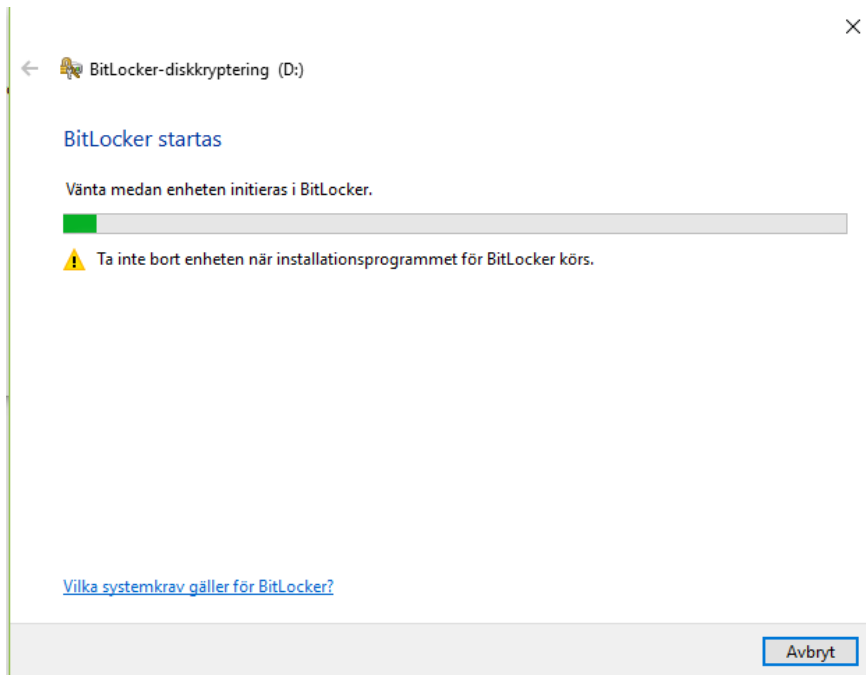 BitLocker-diskkryptering (D:)
BitLocker startas
Vänta medan enheten initieras i BitLocker.
Ta inte bort enheten när installationsprogrammet för BitLocker körs.
Vilka systemkrav gäller för BitLocker?
Avbryt